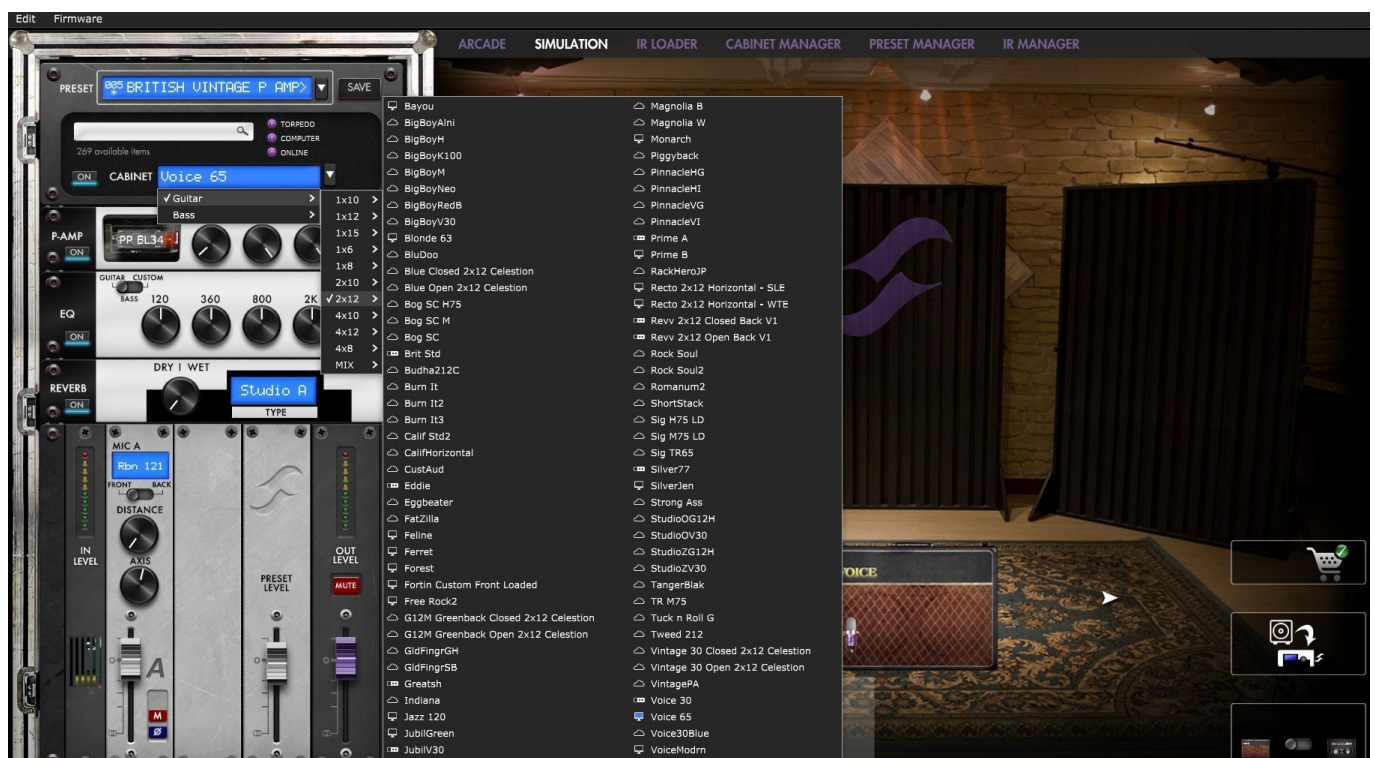 Edit Firmware
ARCADE SIMULATION IR LOADER CABINET MANAGER PRESET MANAGER IR MANAGER
PRESET 005 BRITISH VINTAGE P AMP> SAVE
*
TORPEDO
COMPUTER
ONLINE
269 available items
ON CABINET Voice 65
✓ Guitar >
Bass >
1x10 >
1x12 >
1x15 >
1x6 >
1x8 >
2x10 >
✓ 2x12 >
4x10 >
4x12 >
4x8 >
MIX >
P-AMP
ON
PP EL34
GUITAR CUSTOM
BASS 120 360 800 2K
EQ
ON
DRY | WET
REVERB
ON
Studio A
TYPE
MIC A
Rbn 121
FRONT BACK
DISTANCE
AXIS
IN
LEVEL
A
M
Ø
PRESET
LEVEL
OUT
LEVEL
MUTE
Bayou
BigBoyAlni
BigBoyH
BigBoyK100
BigBoyM
BigBoyNeo
BigBoyRedB
BigBoyV30
Blonde 63
BluDoo
Blue Closed 2x12 Celestion
Blue Open 2x12 Celestion
Bog SC H75
Bog SC M
Bog SC
Brit Std
Budha212C
Burn It
Burn It2
Burn It3
Calif Std2
CalifHorizontal
CustAud
Eddie
Eggbeater
FatZilla
Feline
Ferret
Forest
Fortin Custom Front Loaded
Free Rock2
G12M Greenback Closed 2x12 Celestion
G12M Greenback Open 2x12 Celestion
GldFingrGH
GldFingrSB
Greatsh
Indiana
Jazz 120
JubilGreen
JubilV30
Magnolia B
Magnolia W
Monarch
Piggyback
PinnacleHG
PinnacleHI
PinnacleVG
PinnacleVI
Prime A
Prime B
RackHeroJP
Recto 2x12 Horizontal - SLE
Recto 2x12 Horizontal - WTE
Revv 2x12 Closed Back V1
Revv 2x12 Open Back V1
Rock Soul
Rock Soul2
Romanum2
ShortStack
Sig H75 LD
Sig M75 LD
Sig TR65
Silver77
SilverJen
Strong Ass
StudioOG12H
StudioOV30
StudioZG12H
StudioZV30
TangerBlak
TR M75
Tuck n Roll G
Tweed 212
Vintage 30 Closed 2x12 Celestion
Vintage 30 Open 2x12 Celestion
VintagePA
Voice 30
Voice 65
Voice30Blue
VoiceModrn
VOICE